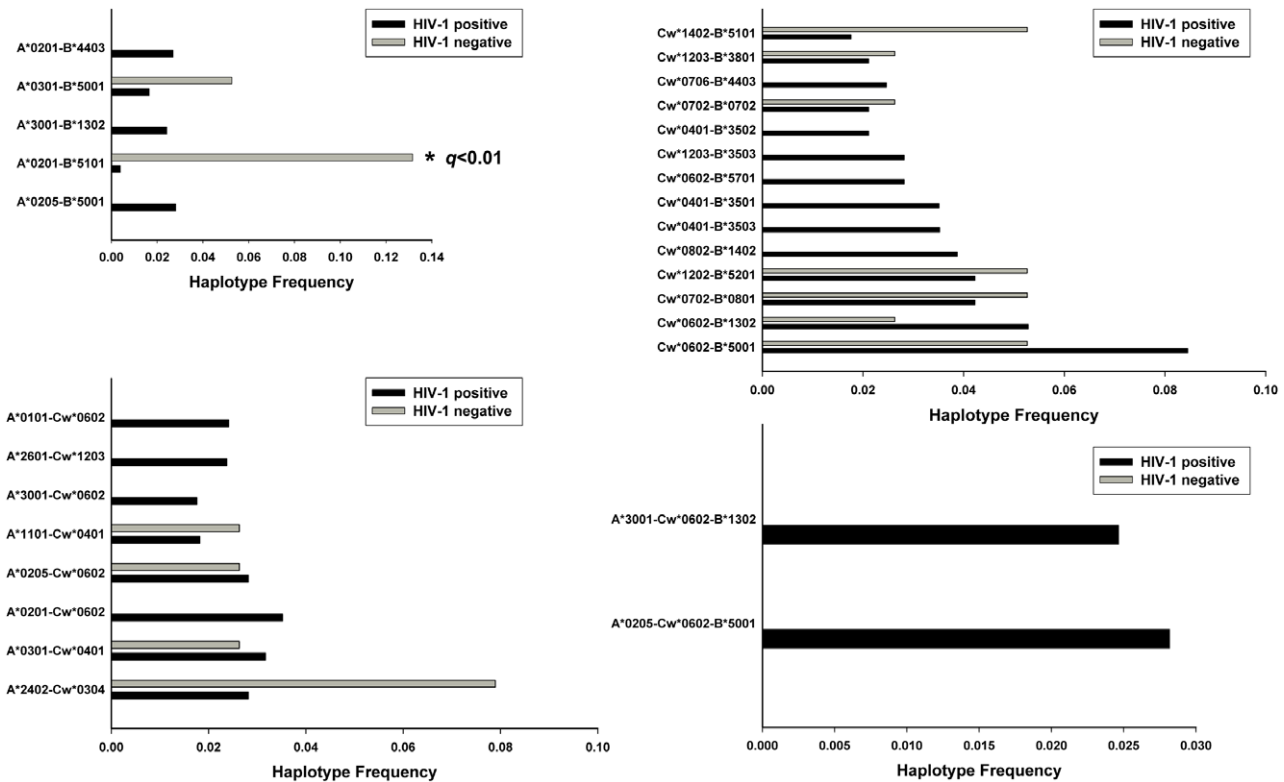 HIV-1 positive
HIV-1 negative
A*0201-B*4403
A*0301-B*5001
A*3001-B*1302
A*0201-B*5101
* q<0.01
A*0205-B*5001
0.00 0.02 0.04 0.06 0.08 0.10 0.12 0.14
Haplotype Frequency
HIV-1 positive
HIV-1 negative
Cw*1402-B*5101
Cw*1203-B*3801
Cw*0706-B*4403
Cw*0702-B*0702
Cw*0401-B*3502
Cw*1203-B*3503
Cw*0602-B*5701
Cw*0401-B*3501
Cw*0401-B*3503
Cw*0802-B*1402
Cw*1202-B*5201
Cw*0702-B*0801
Cw*0602-B*1302
Cw*0602-B*5001
0.00 0.02 0.04 0.06 0.08 0.10
Haplotype Frequency
HIV-1 positive
HIV-1 negative
A*0101-Cw*0602
A*2601-Cw*1203
A*3001-Cw*0602
A*1101-Cw*0401
A*0205-Cw*0602
A*0201-Cw*0602
A*0301-Cw*0401
A*2402-Cw*0304
0.00 0.02 0.04 0.06 0.08 0.10
Haplotype Frequency
HIV-1 positive
HIV-1 negative
A*3001-Cw*0602-B*1302
A*0205-Cw*0602-B*5001
0.000 0.005 0.010 0.015 0.020 0.025 0.030
Haplotype Frequency